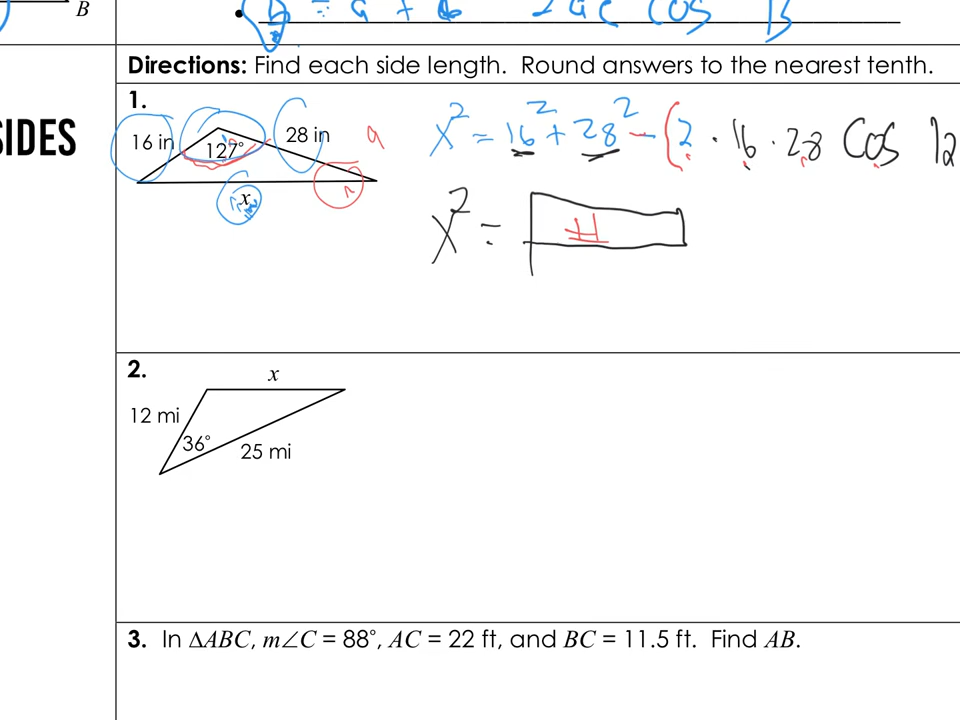 B
Directions: Find each side length. Round answers to the nearest tenth.
SIDES
1.
16 in
127°
28 in
a
x
x² = 16² + 28² - (2 · 16 · 28 Cos 12
x² = #
2.
x
12 mi
36°
25 mi
3. In ΔABC, m∠C = 88°, AC = 22 ft, and BC = 11.5 ft. Find AB.